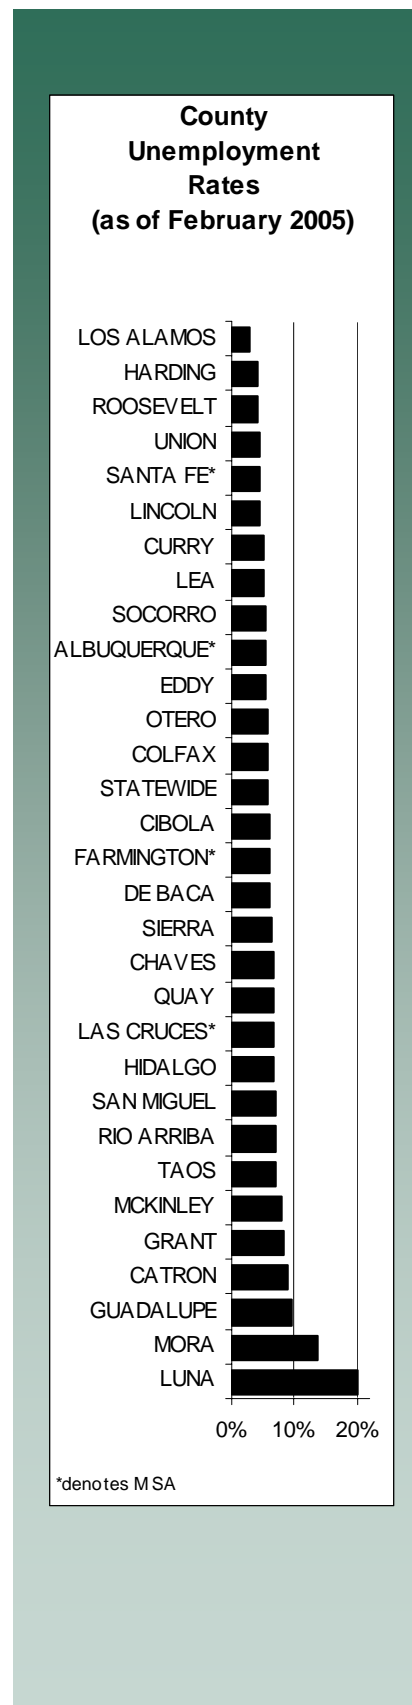 County
Unemployment
Rates
(as of February 2005)
LOS ALAMOS
HARDING
ROOSEVELT
UNION
SANTA FE*
LINCOLN
CURRY
LEA
SOCORRO
ALBUQUERQUE*
EDDY
OTERO
COLFAX
STATEWIDE
CIBOLA
FARMINGTON*
DE BACA
SIERRA
CHAVES
QUAY
LAS CRUCES*
HIDALGO
SAN MIGUEL
RIO ARRIBA
TAOS
MCKINLEY
GRANT
CATRON
GUADALUPE
MORA
LUNA
0% 10% 20%
*denotes MSA